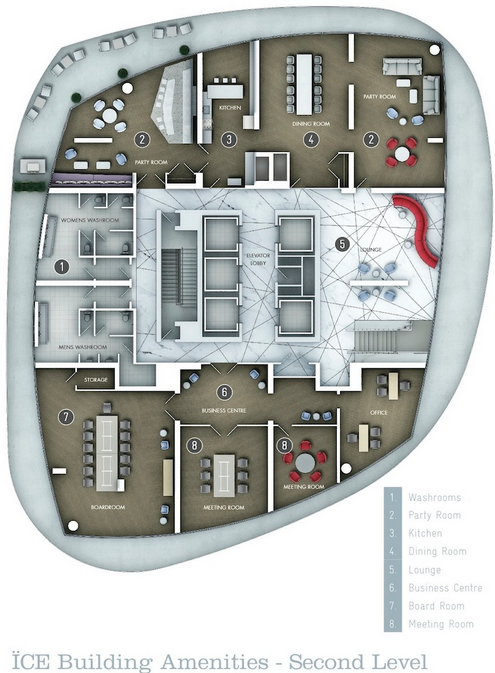 KITCHEN
3
DINING ROOM
4
PARTY ROOM
2
2
PARTY ROOM
WOMENS WASHROOM
1
MENS WASHROOM
ELEVATOR
LOBBY
5
LOUNGE
STORAGE
7
BOARDROOM
6
BUSINESS CENTRE
8
MEETING ROOM
8
MEETING ROOM
OFFICE
1. Washrooms
2. Party Room
3. Kitchen
4. Dining Room
5. Lounge
6. Business Centre
7. Board Room
8. Meeting Room
ÏCE Building Amenities - Second Level